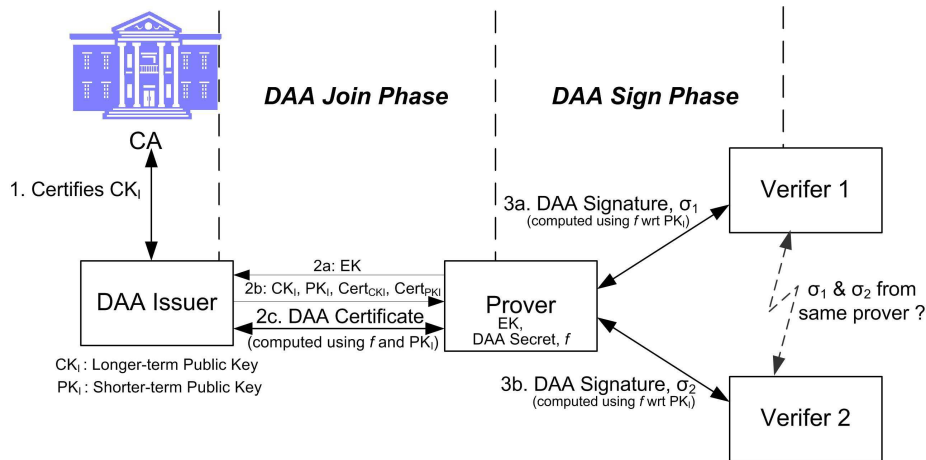 DAA Join Phase
DAA Sign Phase
CA
1. Certifies CKI
Verifer 1
3a. DAA Signature, σ1
(computed using f wrt PKI)
DAA Issuer
2a: EK
2b: CKI, PKI, CertCKI, CertPKI
2c. DAA Certificate
(computed using f and PKI)
Prover
EK,
DAA Secret, f
σ1 & σ2 from
same prover ?
CKI : Longer-term Public Key
PKI : Shorter-term Public Key
3b. DAA Signature, σ2
(computed using f wrt PKI)
Verifer 2